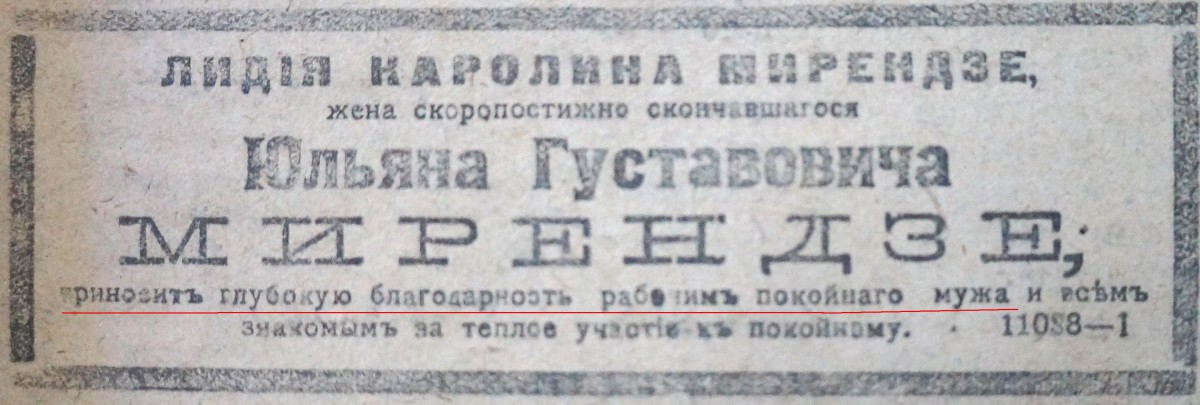 ЛИДІЯ КАРОЛИНА МИРЕНДЗЕ,
жена скоропостижно скончавшагося
Юльяна Густавовича
МИРЕНДЗЕ,
приноситъ глубокую благодарность рабочимъ покойнаго мужа и всѣмъ
знакомымъ за теплое участіе къ покойному. 11088—1